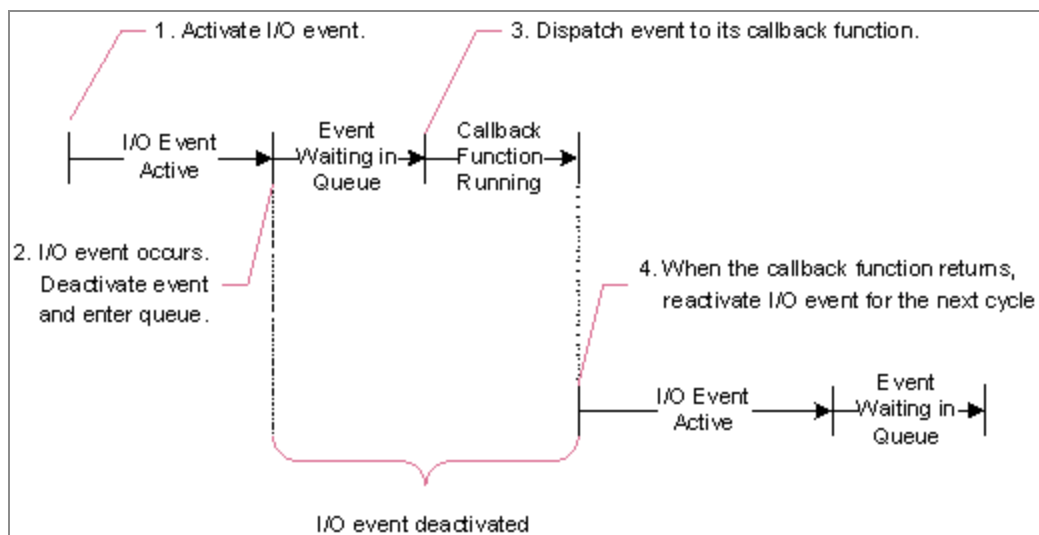 1. Activate I/O event.
3. Dispatch event to its callback function.
I/O Event
Active
Event
Waiting in
Queue
Callback
Function
Running
2. I/O event occurs.
Deactivate event
and enter queue.
4. When the callback function returns,
reactivate I/O event for the next cycle
I/O Event
Active
Event
Waiting in
Queue
I/O event deactivated